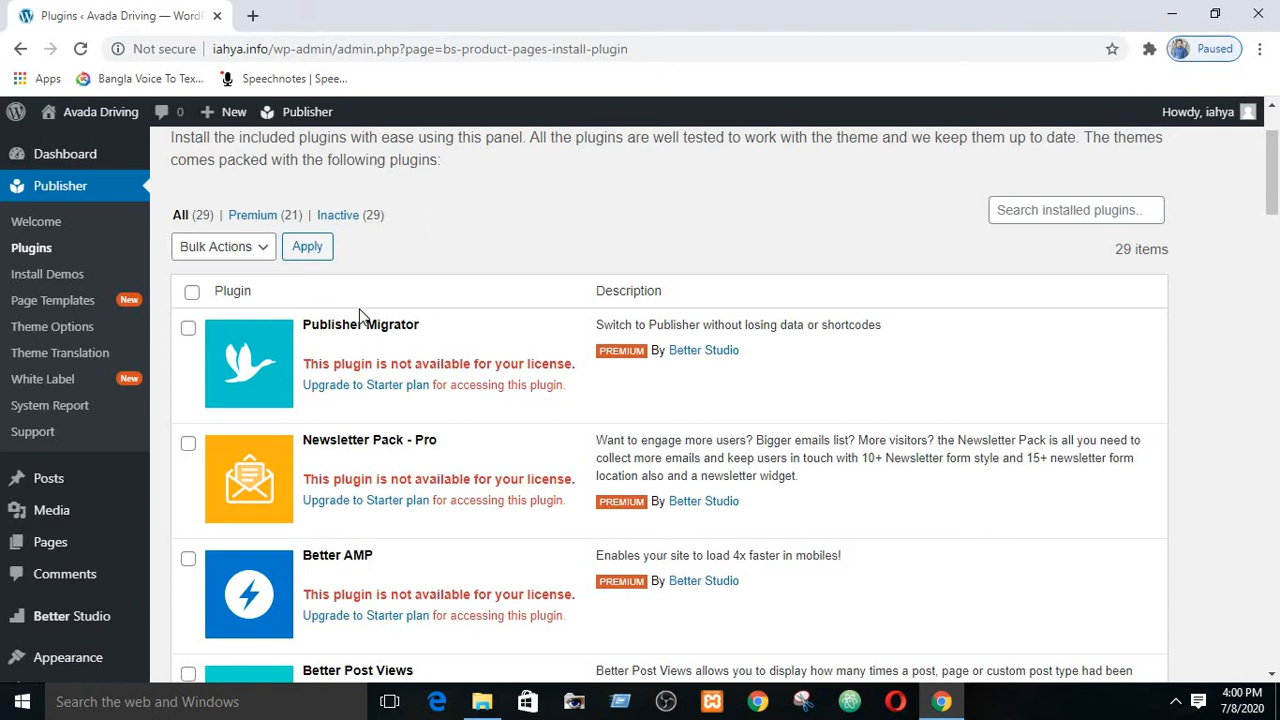 Plugins ‹ Avada Driving — WordP
Not secure
iahya.info/wp-admin/admin.php?page=bs-product-pages-install-plugin
Paused
Apps
Bangla Voice To Tex...
Speechnotes | Spee...
Avada Driving
0
New
Publisher
Howdy, iahya
Install the included plugins with ease using this panel. All the plugins are well tested to work with the theme and we keep them up to date. The themes
comes packed with the following plugins:
Dashboard
Publisher
Welcome
Plugins
Install Demos
Page Templates New
Theme Options
Theme Translation
White Label New
System Report
Support
Posts
Media
Pages
Comments
Better Studio
Appearance
All (29) | Premium (21) | Inactive (29)
Search installed plugins..
Bulk Actions
Apply
29 items
Plugin
Description
Publisher Migrator
This plugin is not available for your license.
Upgrade to Starter plan for accessing this plugin.
Switch to Publisher without losing data or shortcodes
PREMIUM By Better Studio
Newsletter Pack - Pro
This plugin is not available for your license.
Upgrade to Starter plan for accessing this plugin.
Want to engage more users? Bigger emails list? More visitors? the Newsletter Pack is all you need to
collect more emails and keep users in touch with 10+ Newsletter form style and 15+ newsletter form
location also and a newsletter widget.
PREMIUM By Better Studio
Better AMP
This plugin is not available for your license.
Upgrade to Starter plan for accessing this plugin.
Enables your site to load 4x faster in mobiles!
PREMIUM By Better Studio
Better Post Views
Better Post Views allows you to display how many times a post, page or custom post type had been
Search the web and Windows
4:00 PM
7/8/2020